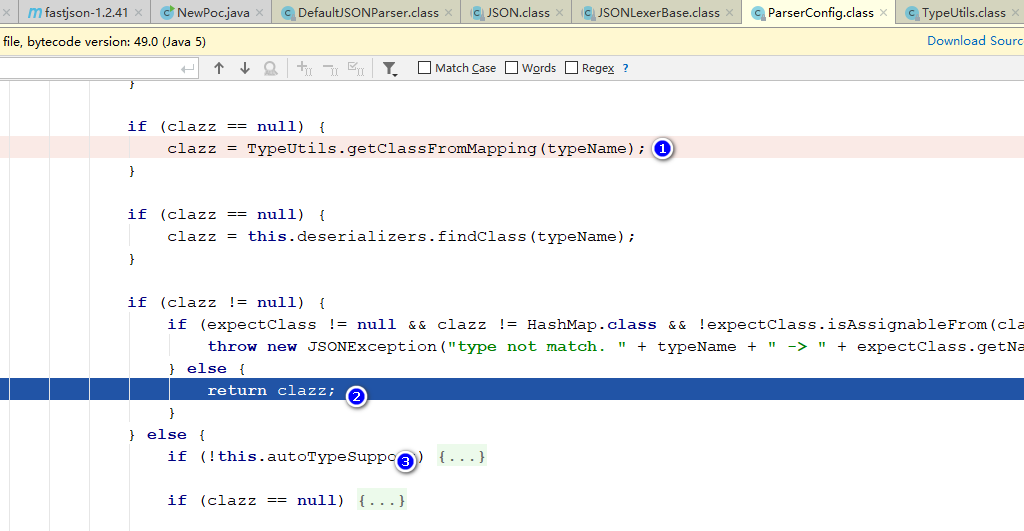 fastjson-1.2.41 NewPoc.java DefaultJSONParser.class JSON.class JSONLexerBase.class ParserConfig.class TypeUtils.class
file, bytecode version: 49.0 (Java 5) Download Sourc
Match Case Words Regex ?
}
if (clazz == null) {
clazz = TypeUtils.getClassFromMapping(typeName); 1
}
if (clazz == null) {
clazz = this.deserializers.findClass(typeName);
}
if (clazz != null) {
if (expectClass != null && clazz != HashMap.class && !expectClass.isAssignableFrom(cla
throw new JSONException("type not match. " + typeName + " -> " + expectClass.getNa
} else {
return clazz; 2
}
} else {
if (!this.autoTypeSuppo 3 ) {...}
if (clazz == null) {...}